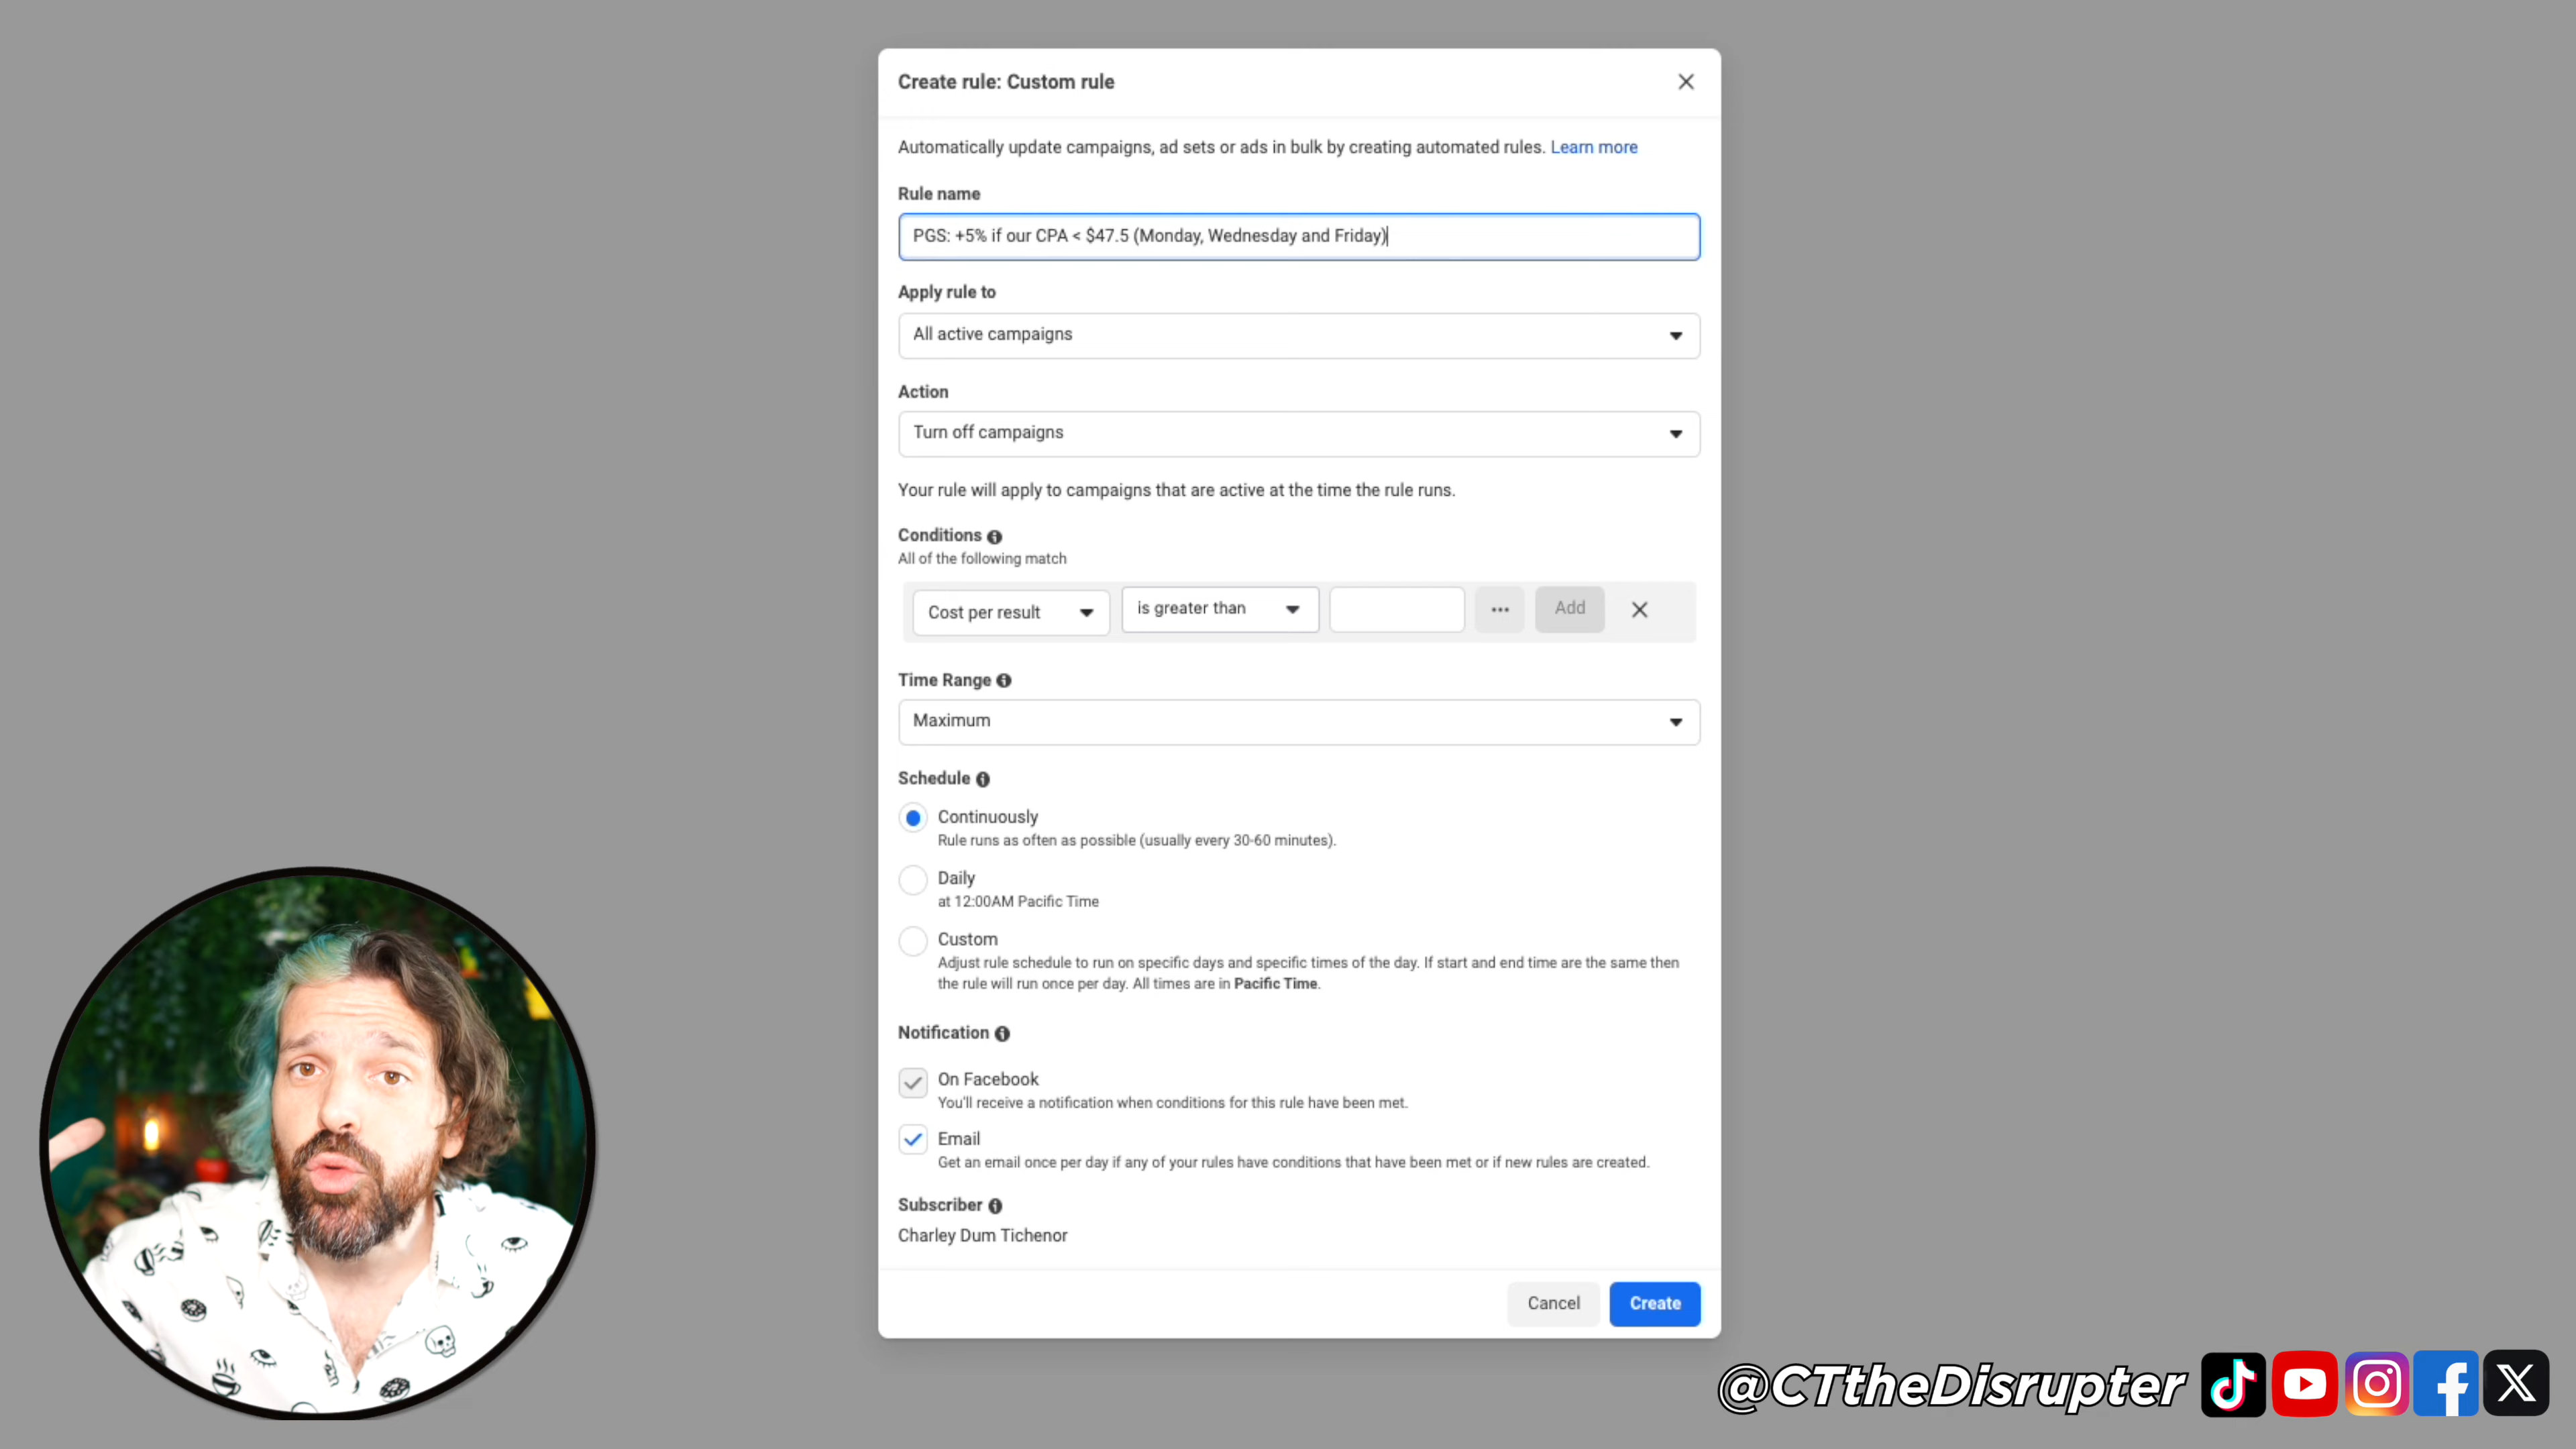 Create rule: Custom rule
Automatically update campaigns, ad sets or ads in bulk by creating automated rules. Learn more
Rule name
PGS: +5% if our CPA < $47.5 (Monday, Wednesday and Friday)
Apply rule to
All active campaigns
Action
Turn off campaigns
Your rule will apply to campaigns that are active at the time the rule runs.
Conditions
All of the following match
Cost per result is greater than Add
Time Range
Maximum
Schedule
Continuously
Rule runs as often as possible (usually every 30-60 minutes).
Daily
at 12:00AM Pacific Time
Custom
Adjust rule schedule to run on specific days and specific times of the day. If start and end time are the same then
the rule will run once per day. All times are in Pacific Time.
Notification
On Facebook
You'll receive a notification when conditions for this rule have been met.
Email
Get an email once per day if any of your rules have conditions that have been met or if new rules are created.
Subscriber
Charley Dum Tichenor
Cancel Create
@CTtheDisrupter